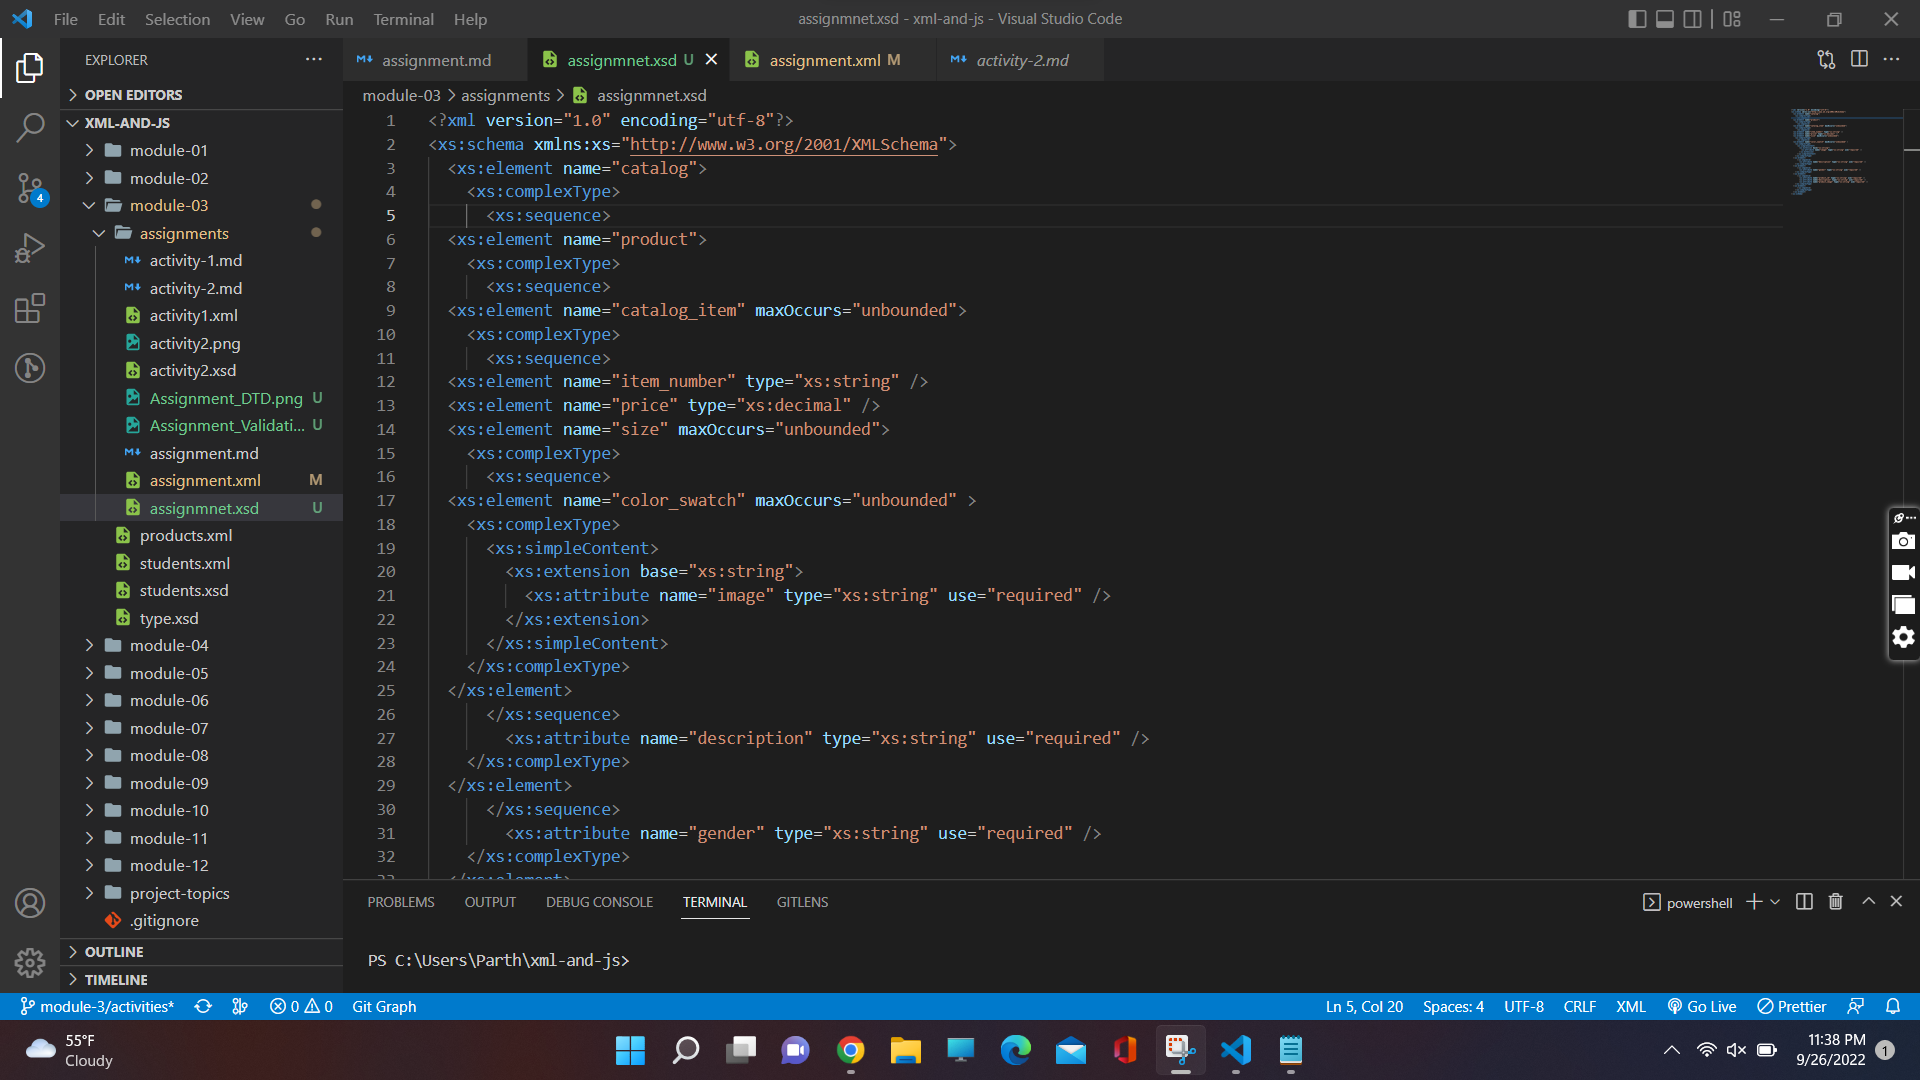 File Edit Selection View Go Run Terminal Help
assignmnet.xsd - xml-and-js - Visual Studio Code
EXPLORER
OPEN EDITORS
XML-AND-JS
module-01
module-02
module-03
assignments
activity-1.md
activity-2.md
activity1.xml
activity2.png
activity2.xsd
Assignment_DTD.png U
Assignment_Validati... U
assignment.md
assignment.xml M
assignmnet.xsd U
products.xml
students.xml
students.xsd
type.xsd
module-04
module-05
module-06
module-07
module-08
module-09
module-10
module-11
module-12
project-topics
.gitignore
OUTLINE
TIMELINE
4
assignment.md
assignmnet.xsd U
assignment.xml M
activity-2.md
module-03 > assignments > assignmnet.xsd
1 <?xml version="1.0" encoding="utf-8"?>
2 <xs:schema xmlns:xs="http://www.w3.org/2001/XMLSchema">
3 <xs:element name="catalog">
4 <xs:complexType>
5 <xs:sequence>
6 <xs:element name="product">
7 <xs:complexType>
8 <xs:sequence>
9 <xs:element name="catalog_item" maxOccurs="unbounded">
10 <xs:complexType>
11 <xs:sequence>
12 <xs:element name="item_number" type="xs:string" />
13 <xs:element name="price" type="xs:decimal" />
14 <xs:element name="size" maxOccurs="unbounded">
15 <xs:complexType>
16 <xs:sequence>
17 <xs:element name="color_swatch" maxOccurs="unbounded" >
18 <xs:complexType>
19 <xs:simpleContent>
20 <xs:extension base="xs:string">
21 <xs:attribute name="image" type="xs:string" use="required" />
22 </xs:extension>
23 </xs:simpleContent>
24 </xs:complexType>
25 </xs:element>
26 </xs:sequence>
27 <xs:attribute name="description" type="xs:string" use="required" />
28 </xs:complexType>
29 </xs:element>
30 </xs:sequence>
31 <xs:attribute name="gender" type="xs:string" use="required" />
32 </xs:complexType>
33 </xs:element>
PROBLEMS OUTPUT DEBUG CONSOLE TERMINAL GITLENS
powershell
PS C:\Users\Parth\xml-and-js>
module-3/activities* 0 0 Git Graph
Ln 5, Col 20 Spaces: 4 UTF-8 CRLF XML Go Live Prettier
55°F
Cloudy
11:38 PM
9/26/2022
1